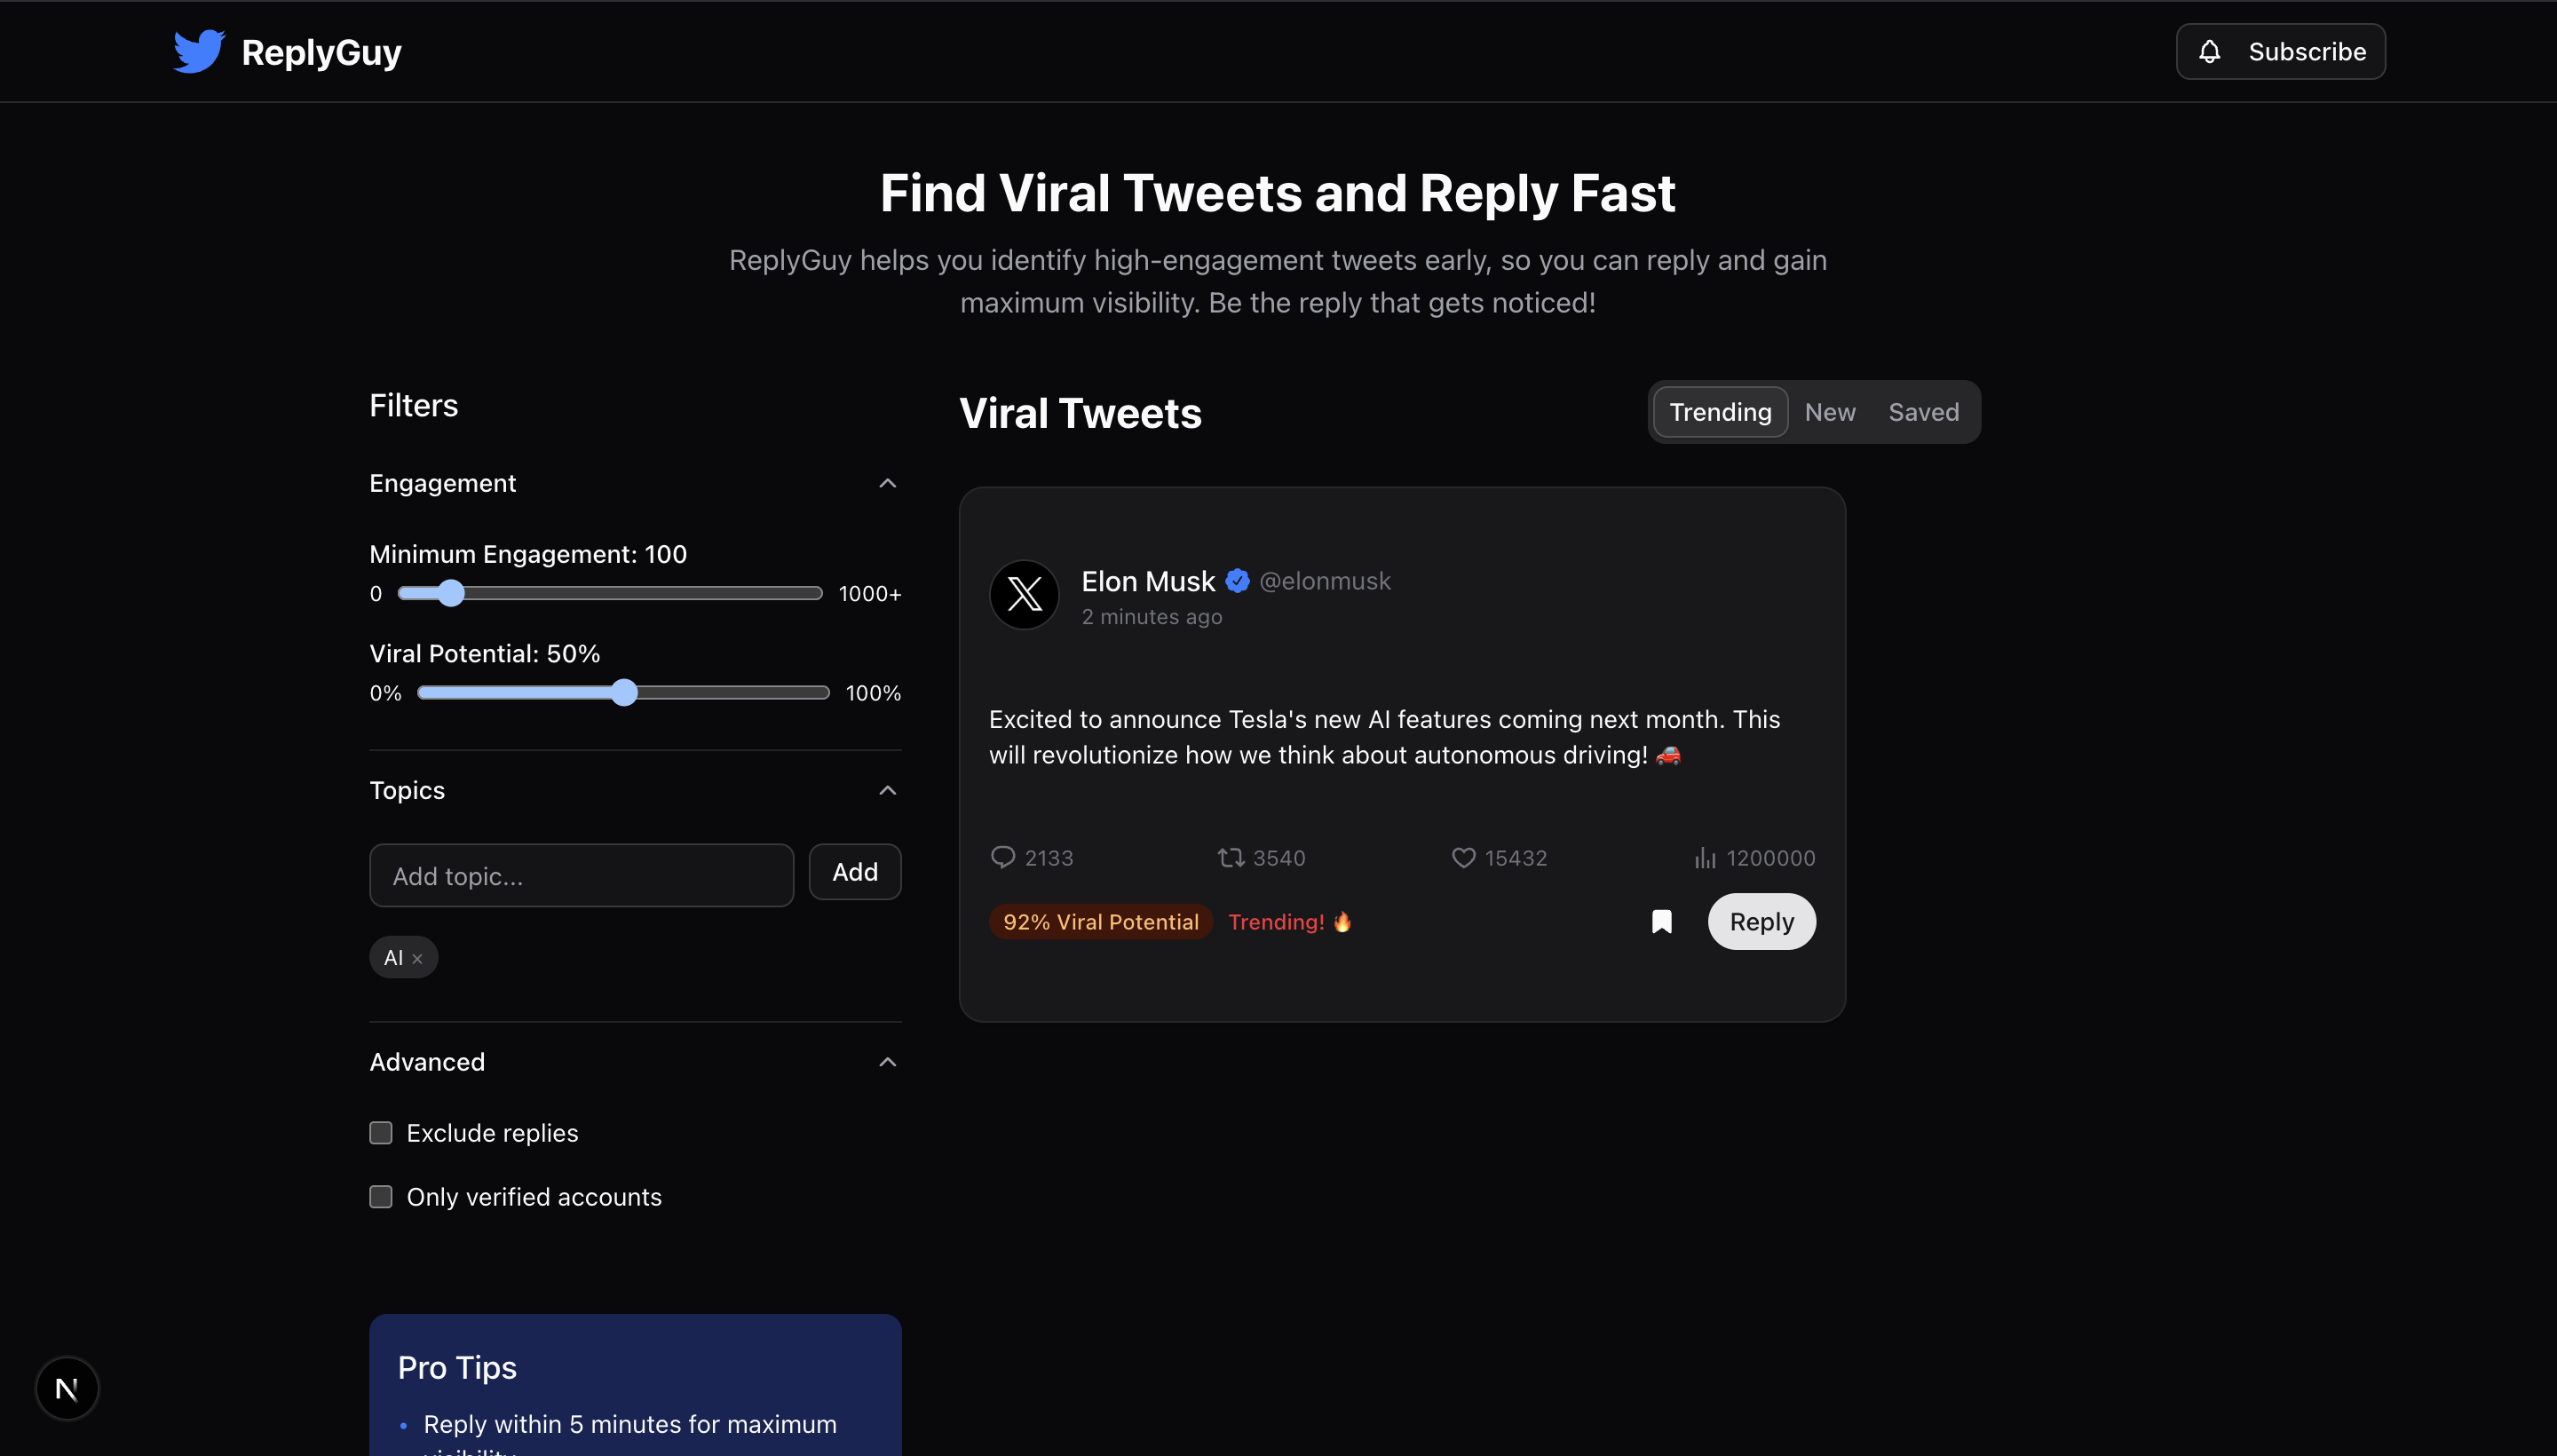 ReplyGuy
Subscribe
Find Viral Tweets and Reply Fast
ReplyGuy helps you identify high-engagement tweets early, so you can reply and gain
maximum visibility. Be the reply that gets noticed!
Filters
Engagement
Minimum Engagement: 100
0 1000+
Viral Potential: 50%
0% 100%
Topics
Add topic...
Add
AI ×
Advanced
Exclude replies
Only verified accounts
Pro Tips
• Reply within 5 minutes for maximum
visibility
Viral Tweets
Trending New Saved
Elon Musk @elonmusk
2 minutes ago
Excited to announce Tesla's new AI features coming next month. This
will revolutionize how we think about autonomous driving! 🚗
2133 3540 15432 1200000
92% Viral Potential Trending! 🔥
Reply
N